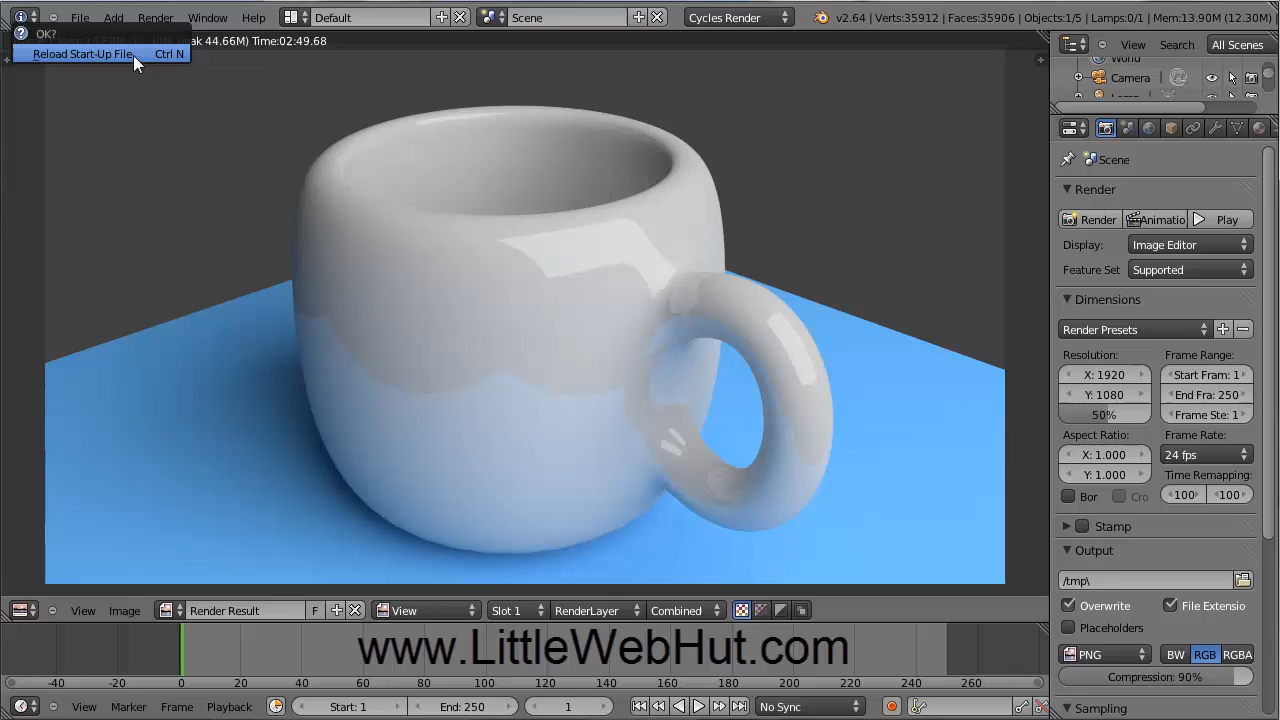 File Add Render Window Help Default Scene Cycles Render v2.64 | Verts:35912 | Faces:35906 | Objects:1/5 | Lamps:0/1 | Mem:13.90M (12.30M)
OK?
44.66M) Time:02:49.68
Reload Start-Up File Ctrl N
View Search All Scenes
World
Camera
Scene
Render
Render Animatio Play
Display: Image Editor
Feature Set Supported
Dimensions
Render Presets
Resolution: Frame Range:
X: 1920 Start Fram: 1
Y: 1080 End Fra: 250
50% Frame Ste: 1
Aspect Ratio: Frame Rate:
X: 1.000 24 fps
Y: 1.000 Time Remapping:
Bor Cro 100 100
Stamp
Output
/tmp\
Overwrite File Extensio
Placeholders
PNG BW RGB RGBA
Compression: 90%
Sampling
View Image Render Result F View Slot 1 RenderLayer Combined
www.LittleWebHut.com
-40 -20 0 20 40 60 80 100 120 140 160 180 200 220 240 260
View Marker Frame Playback Start: 1 End: 250 1 No Sync